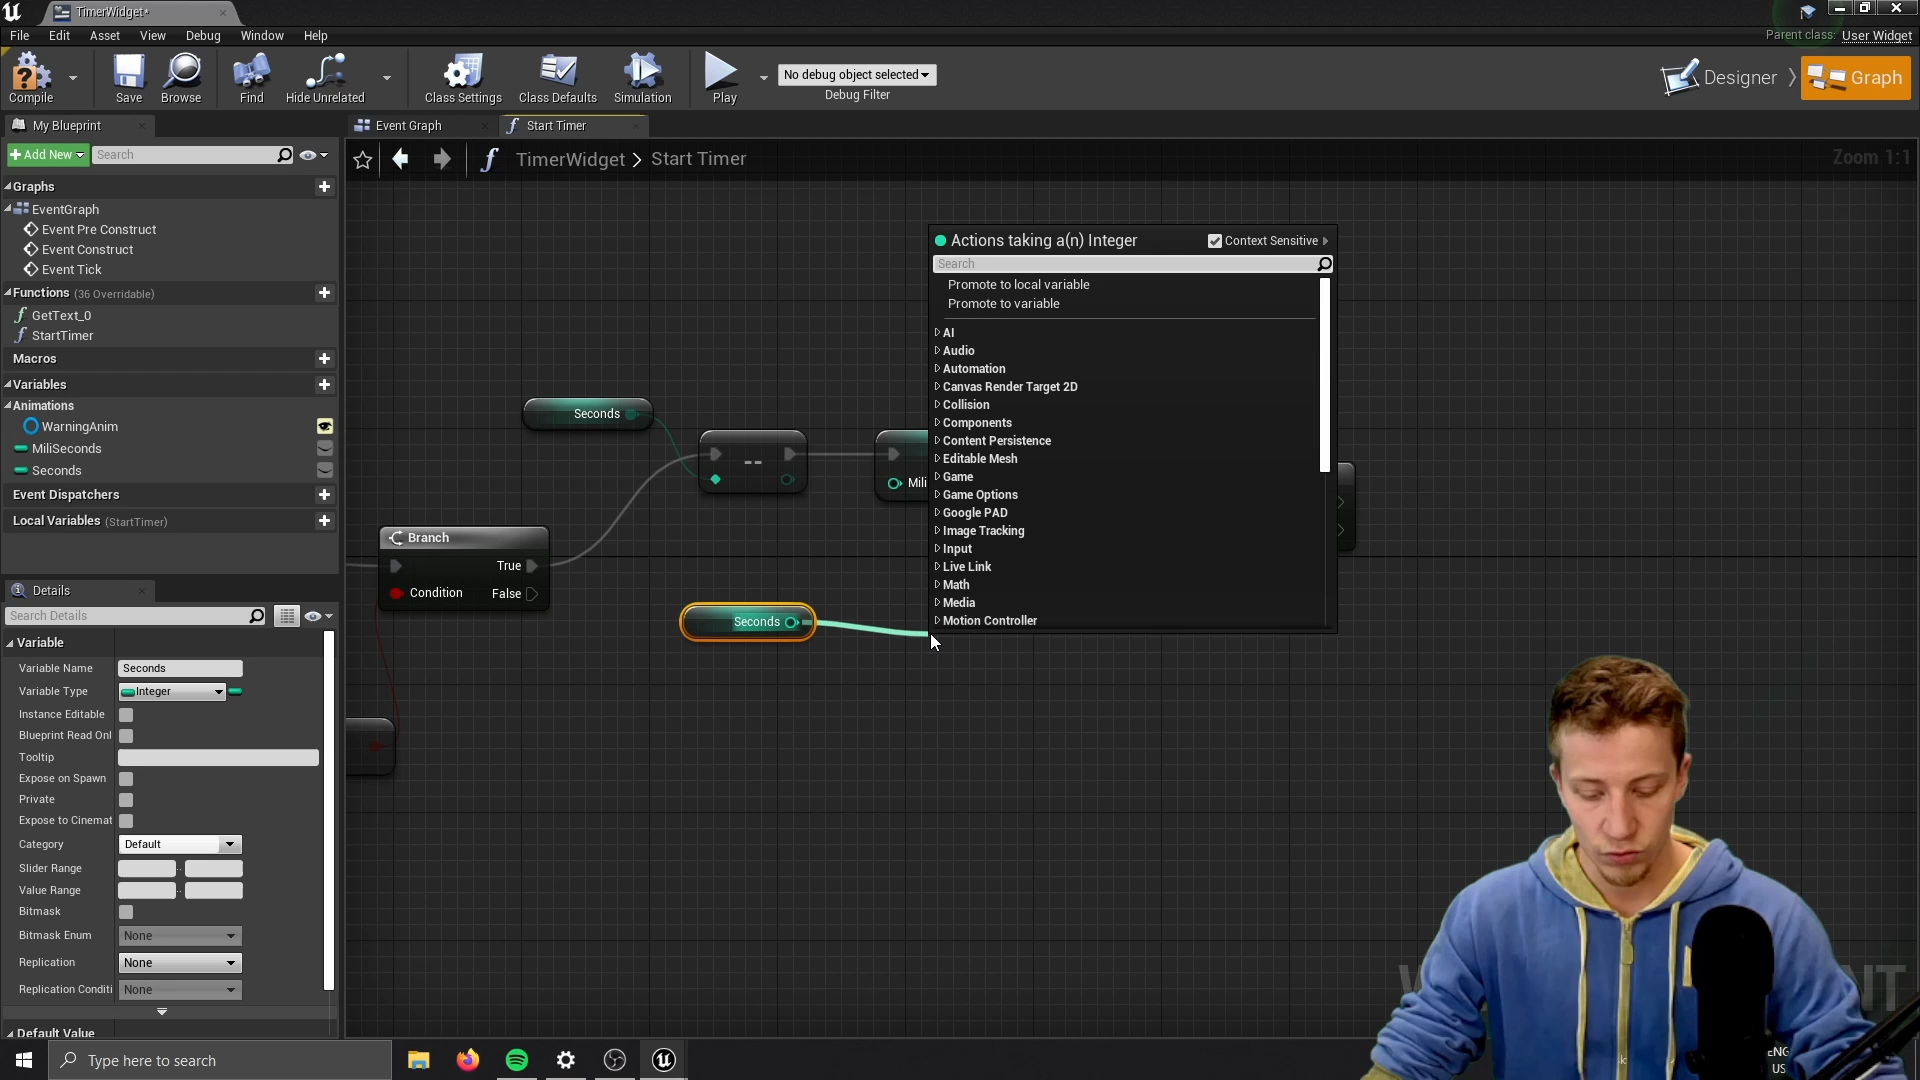 TimerWidget*
File Edit Asset View Debug Window Help
Parent class: User Widget
Compile
Save
Browse
Find
Hide Unrelated
Class Settings
Class Defaults
Simulation
Play
No debug object selected
Debug Filter
Designer
Graph
My Blueprint
Event Graph
Start Timer
Add New
Search
TimerWidget > Start Timer
Zoom 1:1
Graphs
EventGraph
Event Pre Construct
Event Construct
Event Tick
Functions (36 Overridable)
GetText_0
StartTimer
Macros
Variables
Animations
WarningAnim
MiliSeconds
Seconds
Event Dispatchers
Local Variables (StartTimer)
Details
Search Details
Variable
Variable Name Seconds
Variable Type Integer
Instance Editable
Blueprint Read Onl
Tooltip
Expose on Spawn
Private
Expose to Cinemat
Category Default
Slider Range
Value Range
Bitmask
Bitmask Enum None
Replication None
Replication Conditi None
Default Value
Seconds
--
Mili
Branch
True
Condition
False
Seconds
Actions taking a(n) Integer
Context Sensitive
Search
Promote to local variable
Promote to variable
AI
Audio
Automation
Canvas Render Target 2D
Collision
Components
Content Persistence
Editable Mesh
Game
Game Options
Google PAD
Image Tracking
Input
Live Link
Math
Media
Motion Controller
Type here to search
ENG
US